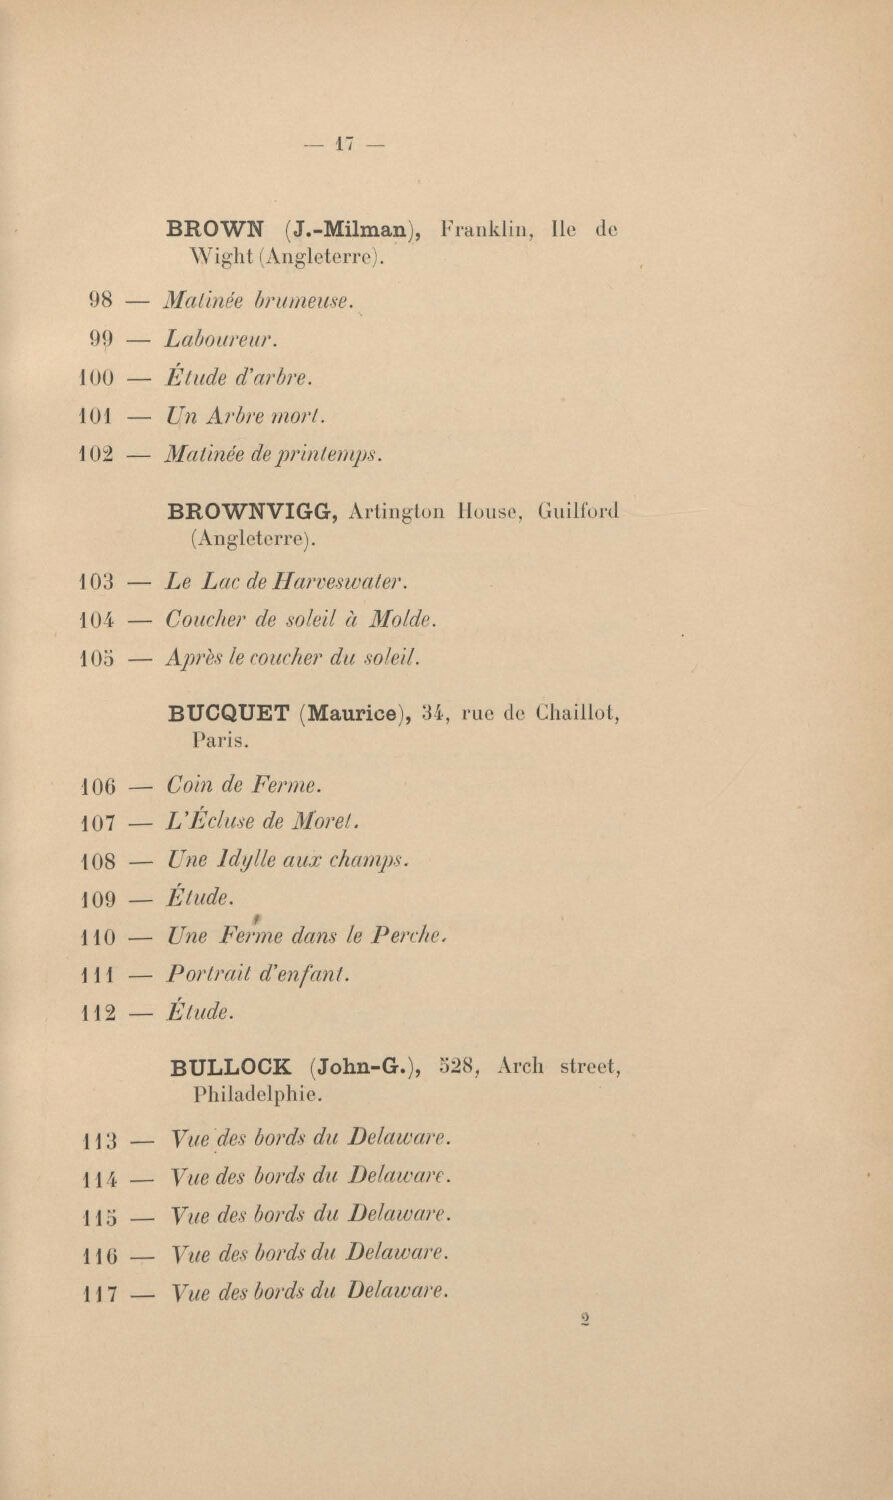 — 17 —
BROWN (J.-Milman), Franklin, Ile de
Wight (Angleterre).
98 — Matinée brumeuse.
99 — Laboureur.
100 — Étude d'arbre.
101 — Un Arbre mort.
102 — Matinée de printemps.
BROWNVIGG, Artington House, Guilford
(Angleterre).
103 — Le Lac de Harveswater.
104 — Coucher de soleil à Molde.
105 — Après le coucher du soleil.
BUCQUET (Maurice), 34, rue de Chaillot,
Paris.
106 — Coin de Ferme.
107 — L'Écluse de Moret.
108 — Une Idylle aux champs.
109 — Étude.
110 — Une Ferme dans le Perche.
111 — Portrait d'enfant.
112 — Étude.
BULLOCK (John-G.), 528, Arch street,
Philadelphie.
113 — Vue des bords du Delaware.
114 — Vue des bords du Delaware.
115 — Vue des bords du Delaware.
116 — Vue des bords du Delaware.
117 — Vue des bords du Delaware.
2